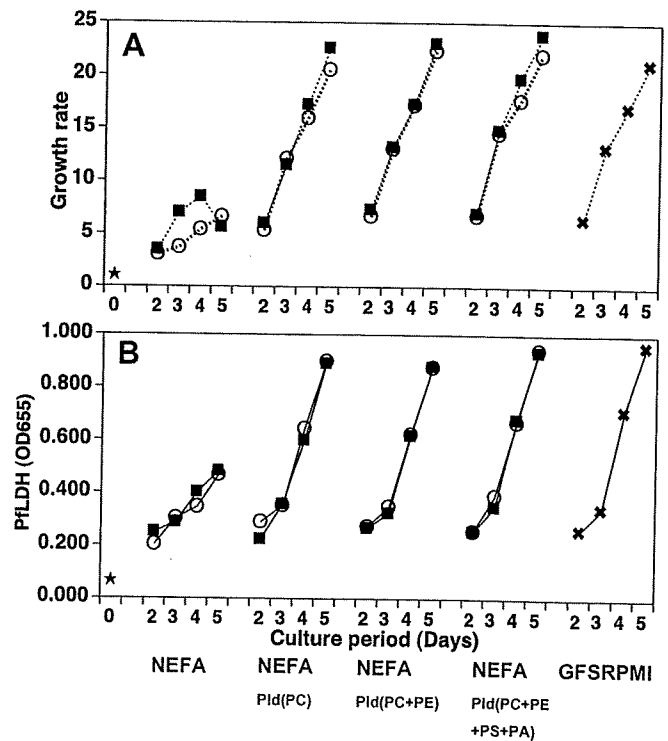 A
25
20
15
10
5
0
Growth rate
0 2 3 4 5 2 3 4 5 2 3 4 5 2 3 4 5 2 3 4 5
B
1.000
0.800
0.600
0.400
0.200
0.000
PfLDH (OD655)
0 2 3 4 5 2 3 4 5 2 3 4 5 2 3 4 5 2 3 4 5
Culture period (Days)
NEFA NEFA NEFA NEFA GFSRPMI
Pld(PC) Pld(PC+PE) Pld(PC+PE
+PS+PA)